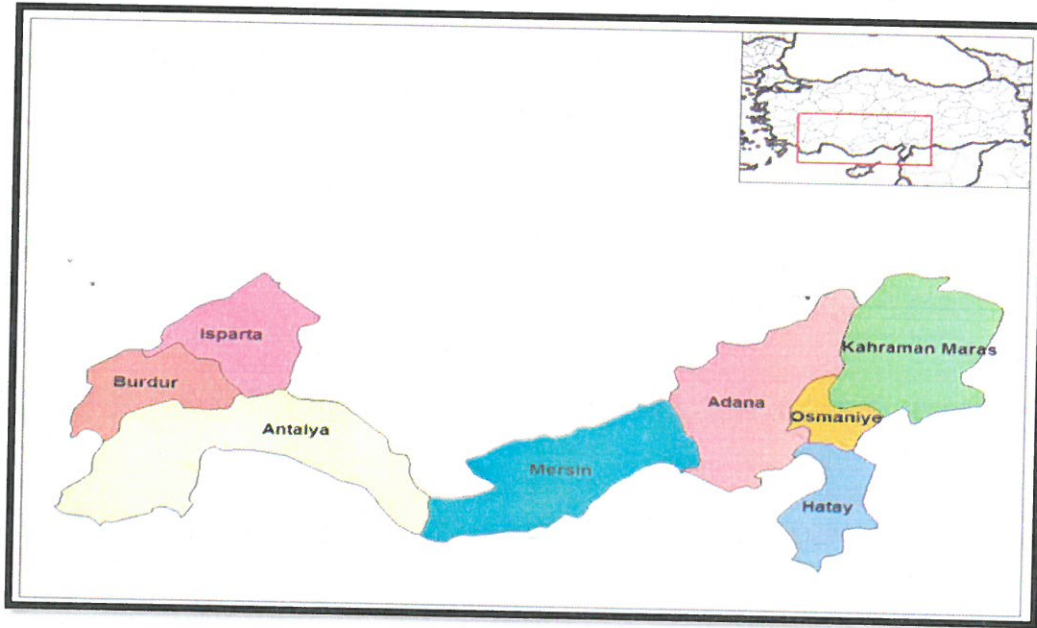 Isparta
Burdur
Antalya
Mersin
Adana
Kahraman Maras
Osmaniye
Hatay